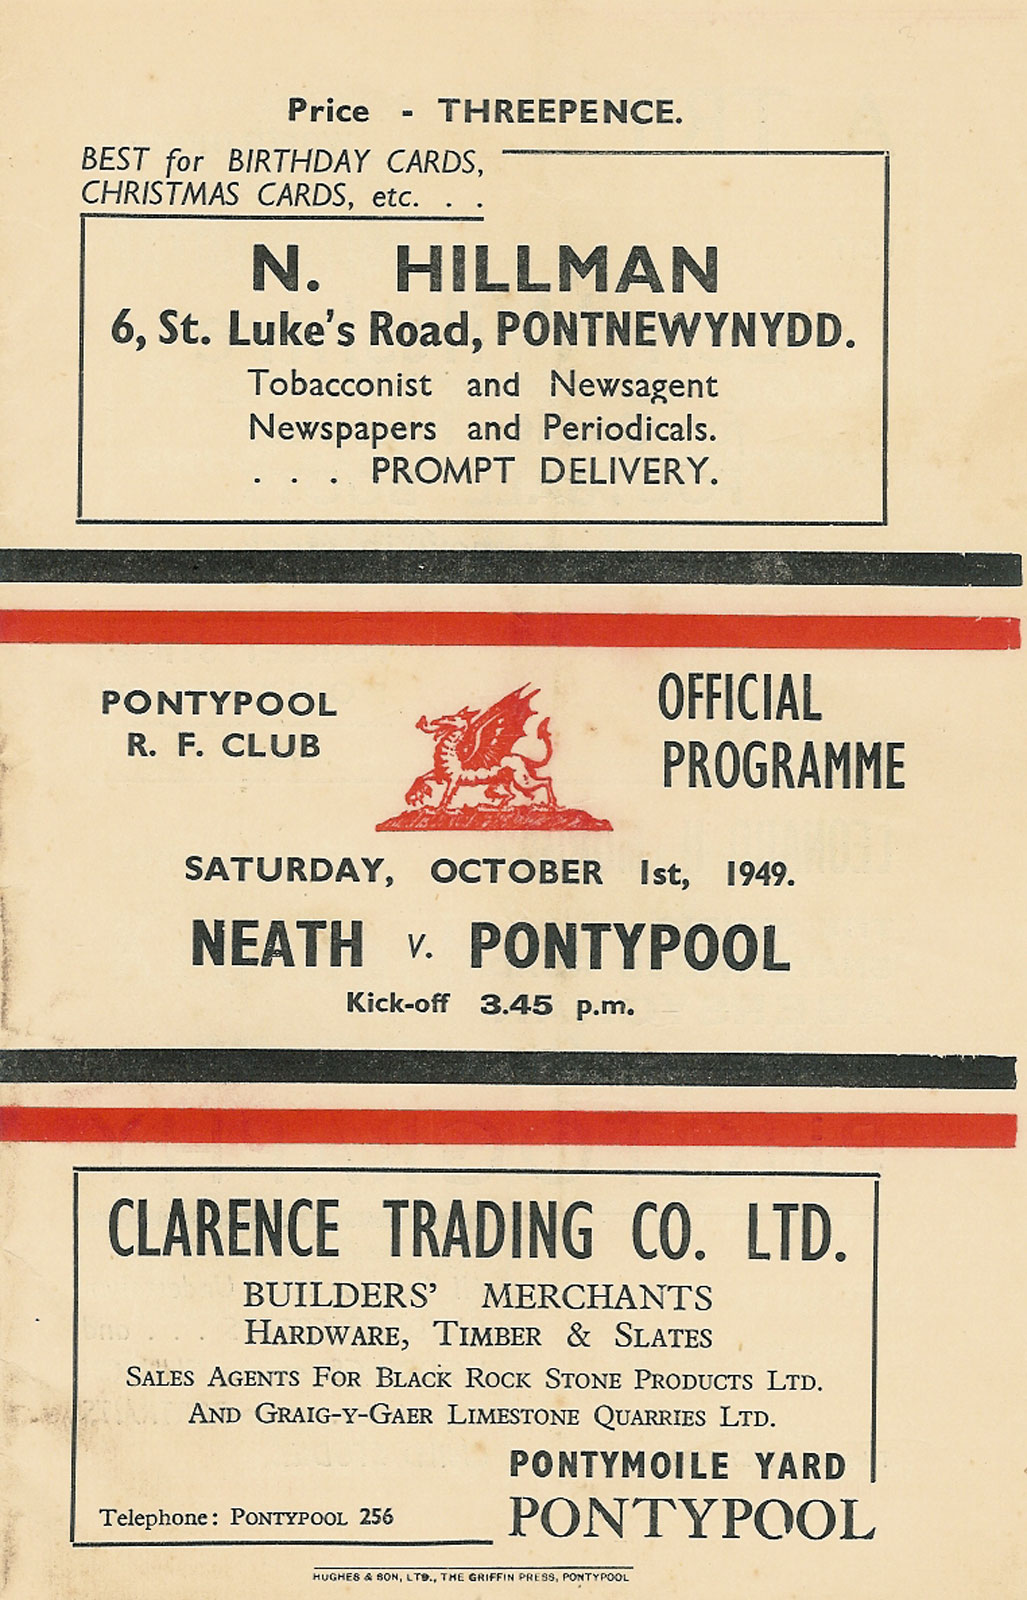 Price - THREEPENCE.
BEST for BIRTHDAY CARDS,
CHRISTMAS CARDS, etc. . .
N. HILLMAN
6, St. Luke's Road, PONTNEWYNYDD.
Tobacconist and Newsagent
Newspapers and Periodicals.
. . . PROMPT DELIVERY.
PONTYPOOL
R. F. CLUB
OFFICIAL
PROGRAMME
SATURDAY, OCTOBER 1st, 1949.
NEATH v. PONTYPOOL
Kick-off 3.45 p.m.
CLARENCE TRADING CO. LTD.
BUILDERS' MERCHANTS
HARDWARE, TIMBER & SLATES
SALES AGENTS FOR BLACK ROCK STONE PRODUCTS LTD.
AND GRAIG-Y-GAER LIMESTONE QUARRIES LTD.
PONTYMOILE YARD
Telephone: PONTYPOOL 256
PONTYPOOL
HUGHES & SON, LTD., THE GRIFFIN PRESS, PONTYPOOL